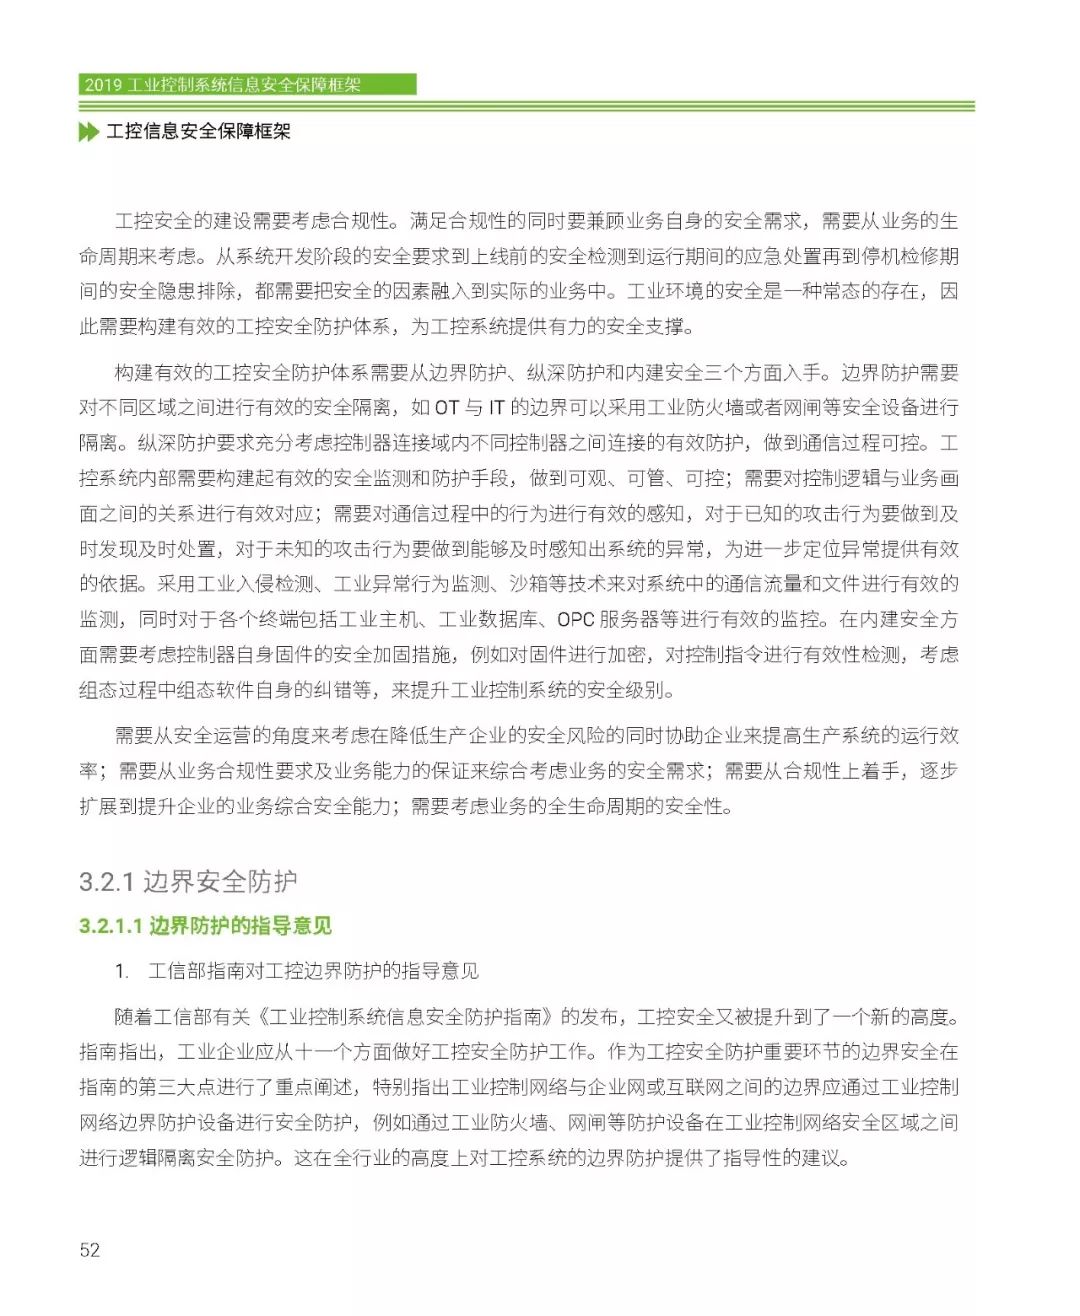 2019 工业控制系统信息安全保障框架
工控信息安全保障框架
工控安全的建设需要考虑合规性。满足合规性的同时要兼顾业务自身的安全需求，需要从业务的生
命周期来考虑。从系统开发阶段的安全要求到上线前的安全检测到运行期间的应急处置再到停机检修期
间的安全隐患排除，都需要把安全的因素融入到实际的业务中。工业环境的安全是一种常态的存在，因
此需要构建有效的工控安全防护体系，为工控系统提供有力的安全支撑。
构建有效的工控安全防护体系需要从边界防护、纵深防护和内建安全三个方面入手。边界防护需要
对不同区域之间进行有效的安全隔离，如 OT 与 IT 的边界可以采用工业防火墙或者网闸等安全设备进行
隔离。纵深防护要求充分考虑控制器连接域内不同控制器之间连接的有效防护，做到通信过程可控。工
控系统内部需要构建起有效的安全监测和防护手段，做到可观、可管、可控；需要对控制逻辑与业务画
面之间的关系进行有效对应；需要对通信过程中的行为进行有效的感知，对于已知的攻击行为要做到及
时发现及时处置，对于未知的攻击行为要做到能够及时感知出系统的异常，为进一步定位异常提供有效
的依据。采用工业入侵检测、工业异常行为监测、沙箱等技术来对系统中的通信流量和文件进行有效的
监测，同时对于各个终端包括工业主机、工业数据库、OPC 服务器等进行有效的监控。在内建安全方
面需要考虑控制器自身固件的安全加固措施，例如对固件进行加密，对控制指令进行有效性检测，考虑
组态过程中组态软件自身的纠错等，来提升工业控制系统的安全级别。
需要从安全运营的角度来考虑在降低生产企业的安全风险的同时协助企业来提高生产系统的运行效
率；需要从业务合规性要求及业务能力的保证来综合考虑业务的安全需求；需要从合规性上着手，逐步
扩展到提升企业的业务综合安全能力；需要考虑业务的全生命周期的安全性。
3.2.1 边界安全防护
3.2.1.1 边界防护的指导意见
1. 工信部指南对工控边界防护的指导意见
随着工信部有关《工业控制系统信息安全防护指南》的发布，工控安全又被提升到了一个新的高度。
指南指出，工业企业应从十一个方面做好工控安全防护工作。作为工控安全防护重要环节的边界安全在
指南的第三大点进行了重点阐述，特别指出工业控制网络与企业网或互联网之间的边界应通过工业控制
网络边界防护设备进行安全防护，例如通过工业防火墙、网闸等防护设备在工业控制网络安全区域之间
进行逻辑隔离安全防护。这在全行业的高度上对工控系统的边界防护提供了指导性的建议。
52